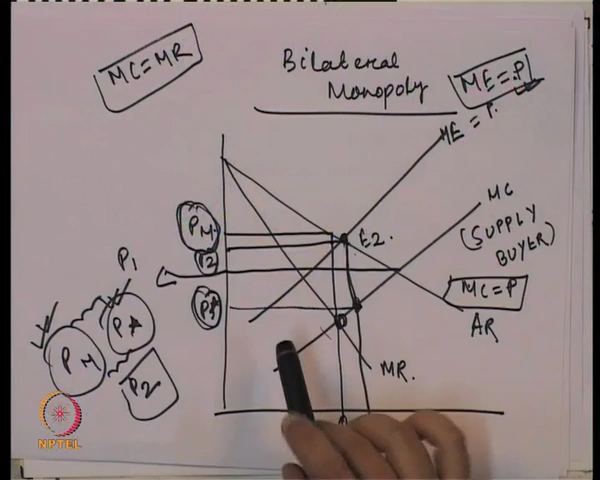 MC=MR
Bilateral
Monopoly
ME=P
ME=P.
MC
(SUPPLY
BUYER)
PM.
E2.
P2
P1
MC=P
AR
PM
P2
MR.
NPTEL